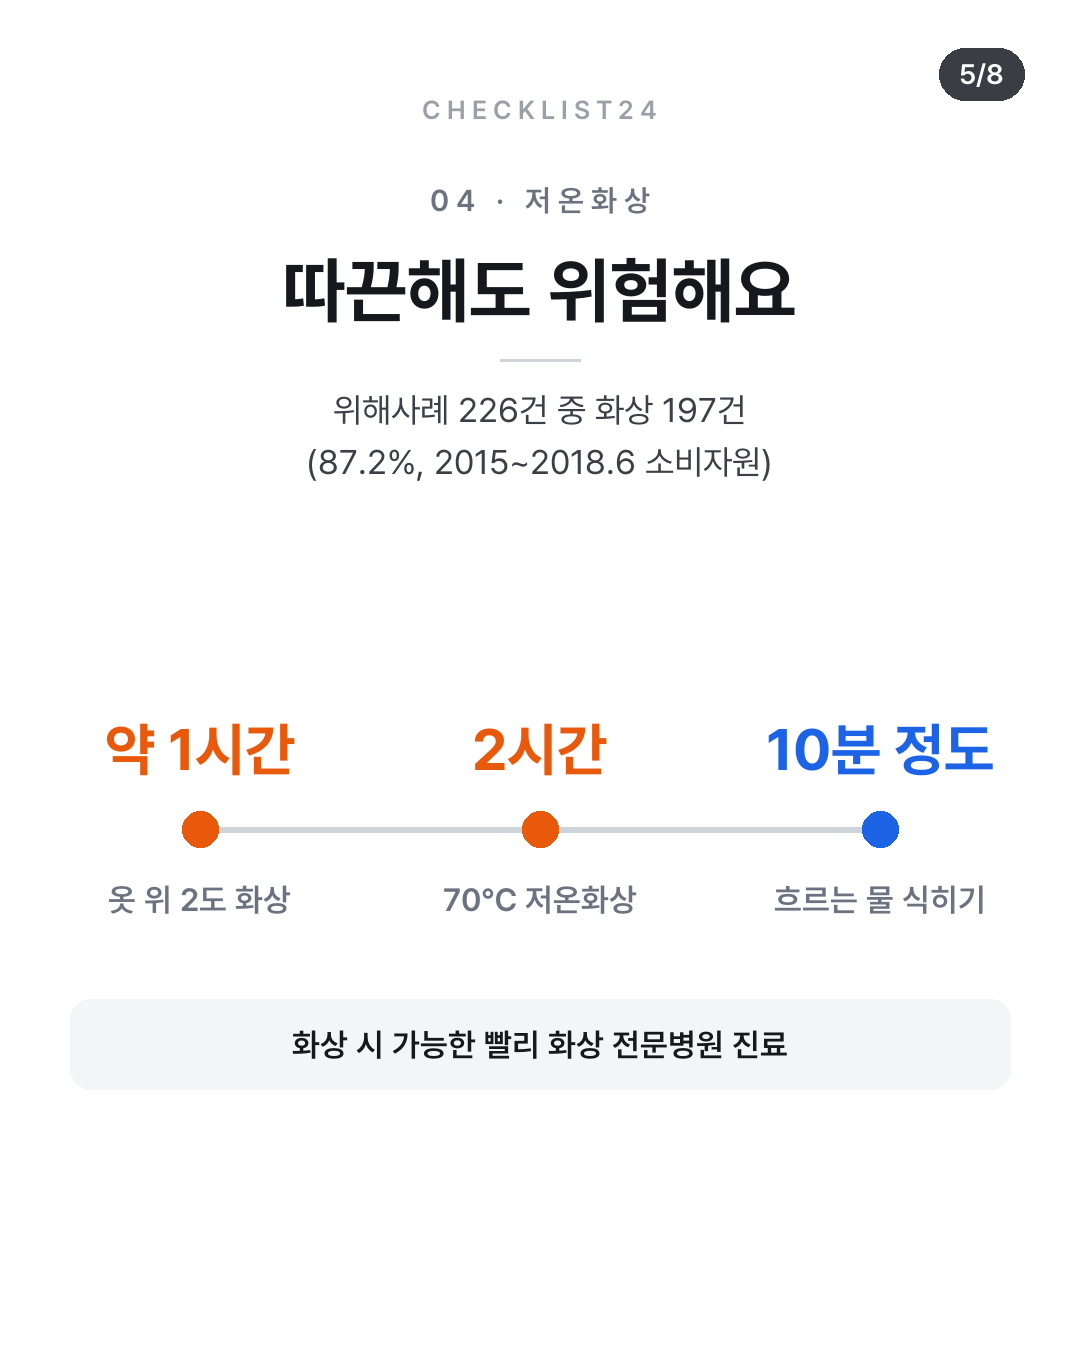 5/8
CHECKLIST24
04 · 저온화상
따끈해도 위험해요
위해사례 226건 중 화상 197건
(87.2%, 2015~2018.6 소비자원)
약 1시간
2시간
10분 정도
옷 위 2도 화상
70°C 저온화상
흐르는 물 식히기
화상 시 가능한 빨리 화상 전문병원 진료